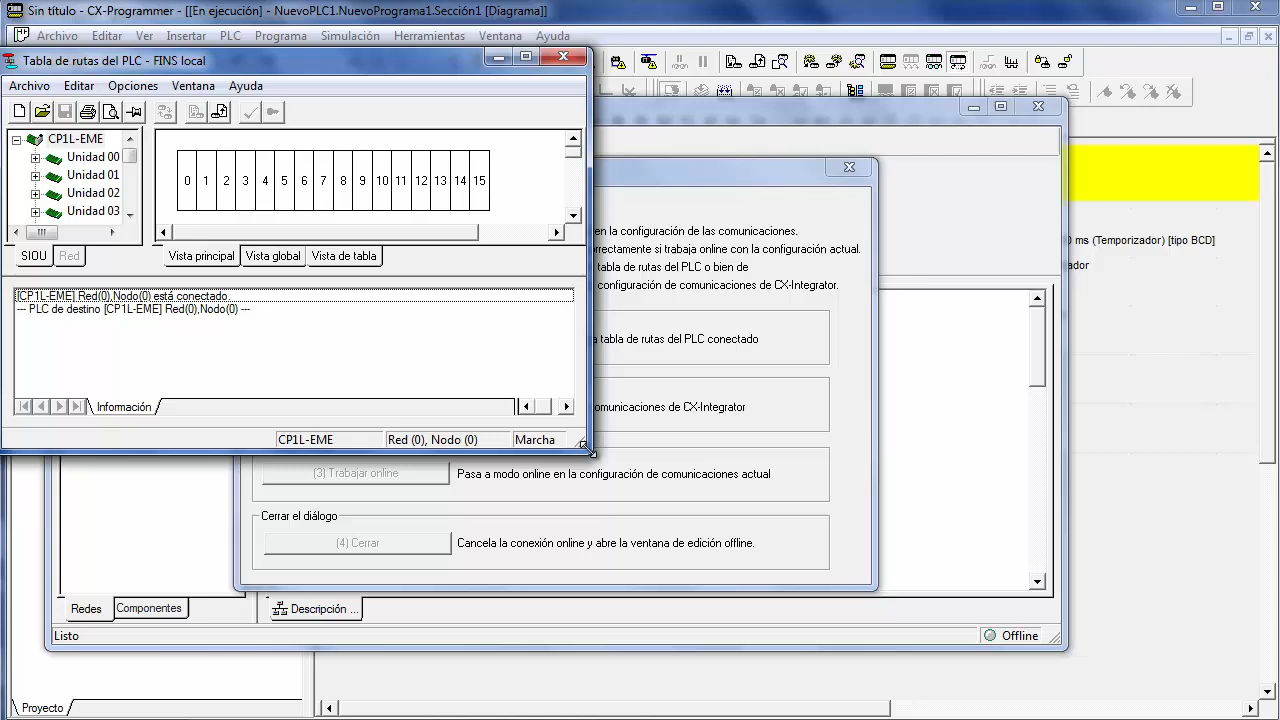 Sin título - CX-Programmer - [[En ejecución] - NuevoPLC1.NuevoPrograma1.Sección1 [Diagrama]]
Archivo Editar Ver Insertar PLC Programa Simulación Herramientas Ventana Ayuda
Tabla de rutas del PLC - FINS local
Archivo Editar Opciones Ventana Ayuda
CP1L-EME
Unidad 00
Unidad 01
Unidad 02
Unidad 03
0 1 2 3 4 5 6 7 8 9 10 11 12 13 14 15
SIOU Red
Vista principal Vista global Vista de tabla
[CP1L-EME] Red(0),Nodo(0) está conectado.
--- PLC de destino [CP1L-EME] Red(0),Nodo(0) ---
Información
CP1L-EME Red (0), Nodo (0) Marcha
en la configuración de las comunicaciones.
rrectamente si trabaja online con la configuración actual.
tabla de rutas del PLC o bien de
configuración de comunicaciones de CX-Integrator.
a tabla de rutas del PLC conectado
omunicaciones de CX-Integrator
(3) Trabajar online Pasa a modo online en la configuración de comunicaciones actual
Cerrar el diálogo
(4) Cerrar Cancela la conexión online y abre la ventana de edición offline.
0 ms (Temporizador) [tipo BCD]
ador
Redes Componentes
Descripción ...
Listo Offline
Proyecto